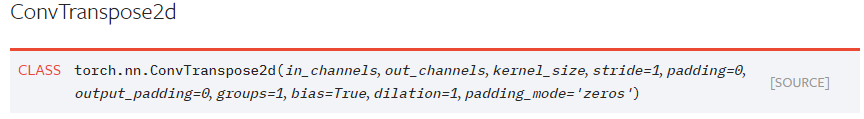 ConvTranspose2d
CLASS torch.nn.ConvTranspose2d(in_channels, out_channels, kernel_size, stride=1, padding=0,
output_padding=0, groups=1, bias=True, dilation=1, padding_mode='zeros')
[SOURCE]